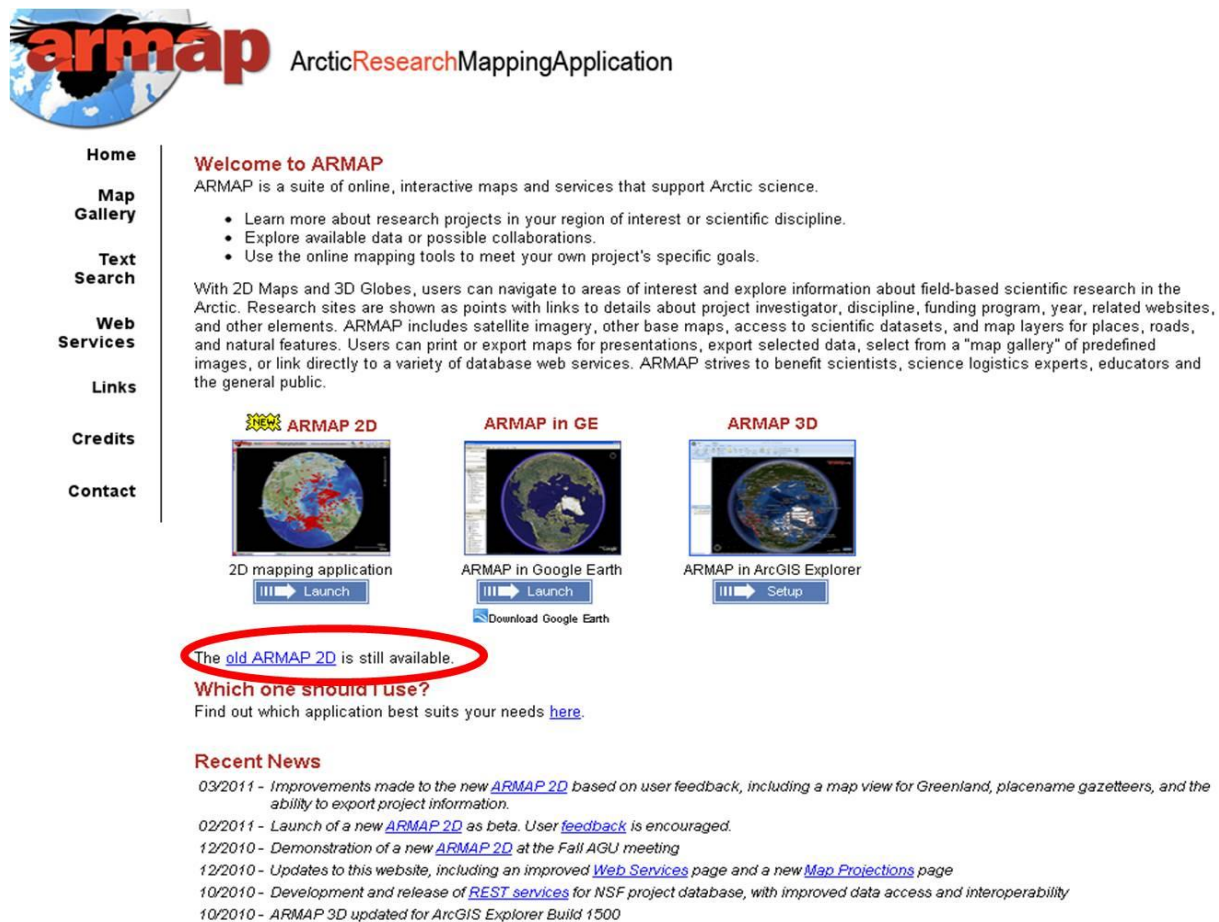 armap
ArcticResearchMappingApplication
Home
Map
Gallery
Text
Search
Web
Services
Links
Credits
Contact
Welcome to ARMAP
ARMAP is a suite of online, interactive maps and services that support Arctic science.
• Learn more about research projects in your region of interest or scientific discipline.
• Explore available data or possible collaborations.
• Use the online mapping tools to meet your own project's specific goals.
With 2D Maps and 3D Globes, users can navigate to areas of interest and explore information about field-based scientific research in the
Arctic. Research sites are shown as points with links to details about project investigator, discipline, funding program, year, related websites,
and other elements. ARMAP includes satellite imagery, other base maps, access to scientific datasets, and map layers for places, roads,
and natural features. Users can print or export maps for presentations, export selected data, select from a "map gallery" of predefined
images, or link directly to a variety of database web services. ARMAP strives to benefit scientists, science logistics experts, educators and
the general public.
NEW ARMAP 2D
ARMAP in GE
ARMAP 3D
2D mapping application
ARMAP in Google Earth
ARMAP in ArcGIS Explorer
Launch
Launch
Setup
Download Google Earth
The old ARMAP 2D is still available.
Which one should I use?
Find out which application best suits your needs here.
Recent News
03/2011 - Improvements made to the new ARMAP 2D based on user feedback, including a map view for Greenland, placename gazetteers, and the
ability to export project information.
02/2011 - Launch of a new ARMAP 2D as beta. User feedback is encouraged.
12/2010 - Demonstration of a new ARMAP 2D at the Fall AGU meeting
12/2010 - Updates to this website, including an improved Web Services page and a new Map Projections page
10/2010 - Development and release of REST services for NSF project database, with improved data access and interoperability
10/2010 - ARMAP 3D updated for ArcGIS Explorer Build 1500